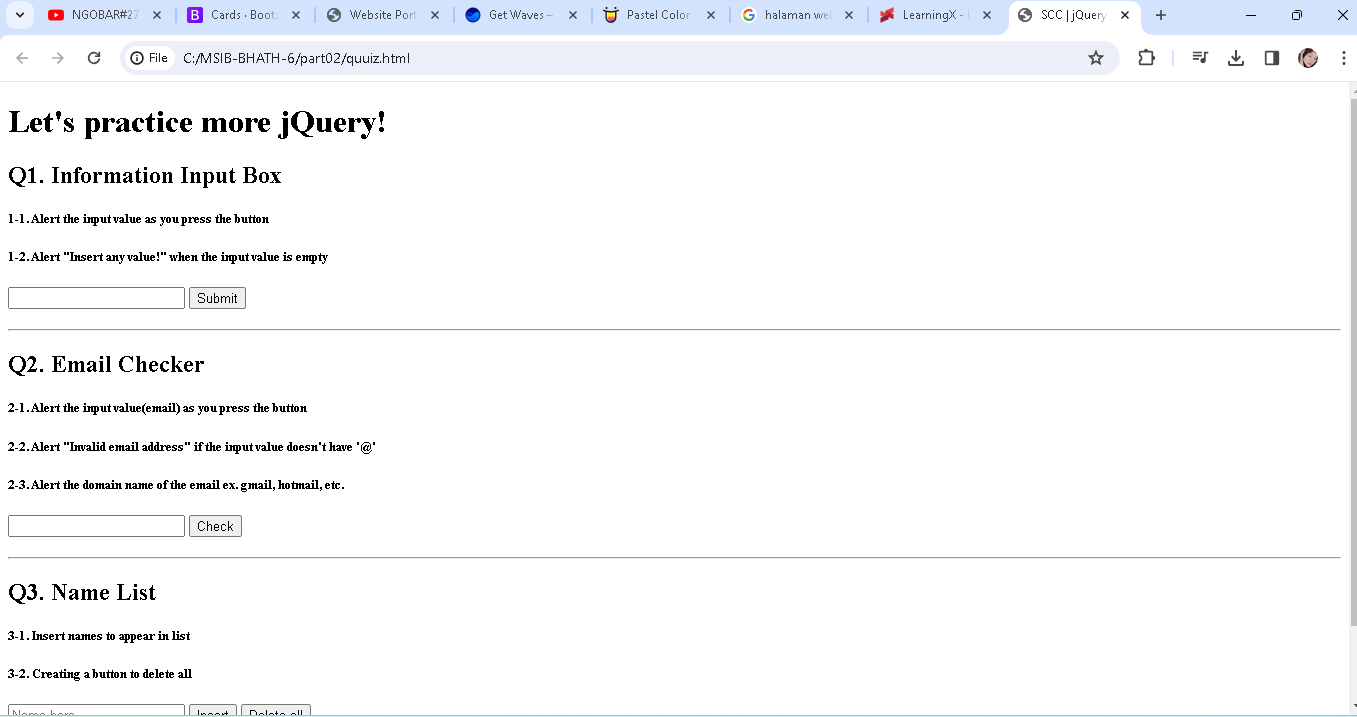 NGOBAR#27
Cards · Boot
Website Port
Get Waves –
Pastel Color
halaman we
LearningX -
SCC | jQuery
File
C:/MSIB-BHATH-6/part02/quuiz.html
Let's practice more jQuery!
Q1. Information Input Box
1-1. Alert the input value as you press the button
1-2. Alert "Insert any value!" when the input value is empty
Submit
Q2. Email Checker
2-1. Alert the input value(email) as you press the button
2-2. Alert "Invalid email address" if the input value doesn't have '@'
2-3. Alert the domain name of the email ex. gmail, hotmail, etc.
Check
Q3. Name List
3-1. Insert names to appear in list
3-2. Creating a button to delete all
Name here Insert Delete all